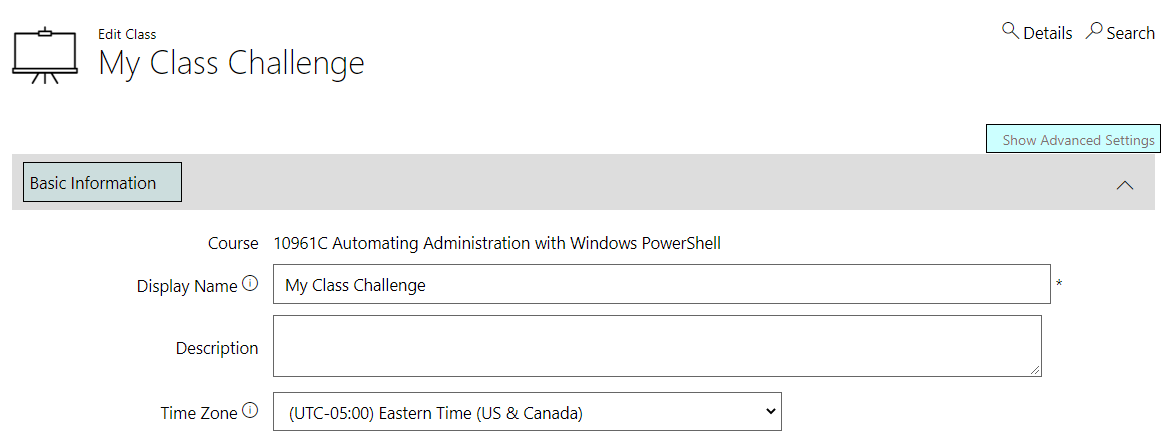 Edit Class
My Class Challenge
Details
Search
Show Advanced Settings
Basic Information
Course 10961C Automating Administration with Windows PowerShell
Display Name My Class Challenge *
Description
Time Zone (UTC-05:00) Eastern Time (US & Canada)